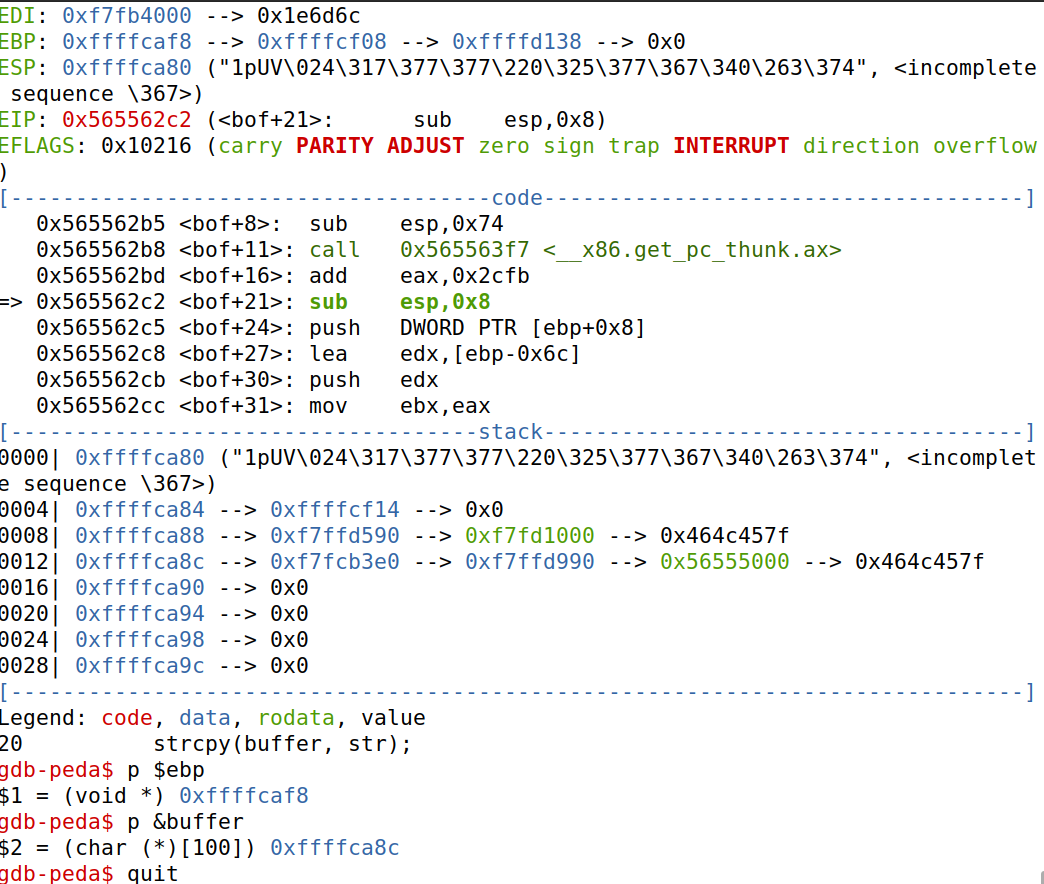 EDI: 0xf7fb4000 --> 0x1e6d6c
EBP: 0xffffcaf8 --> 0xffffcf08 --> 0xffffd138 --> 0x0
ESP: 0xffffca80 ("1pUV\024\317\377\377\220\325\377\367\340\263\374", <incomplete
 sequence \367>)
EIP: 0x565562c2 (<bof+21>:      sub    esp,0x8)
EFLAGS: 0x10216 (carry PARITY ADJUST zero sign trap INTERRUPT direction overflow
)
[-------------------------------------code-------------------------------------]
   0x565562b5 <bof+8>:  sub    esp,0x74
   0x565562b8 <bof+11>: call   0x565563f7 <__x86.get_pc_thunk.ax>
   0x565562bd <bof+16>: add    eax,0x2cfb
=> 0x565562c2 <bof+21>: sub    esp,0x8
   0x565562c5 <bof+24>: push   DWORD PTR [ebp+0x8]
   0x565562c8 <bof+27>: lea    edx,[ebp-0x6c]
   0x565562cb <bof+30>: push   edx
   0x565562cc <bof+31>: mov    ebx,eax
[------------------------------------stack-------------------------------------]
0000| 0xffffca80 ("1pUV\024\317\377\377\220\325\377\367\340\263\374", <incomplet
e sequence \367>)
0004| 0xffffca84 --> 0xffffcf14 --> 0x0
0008| 0xffffca88 --> 0xf7ffd590 --> 0xf7fd1000 --> 0x464c457f
0012| 0xffffca8c --> 0xf7fcb3e0 --> 0xf7ffd990 --> 0x56555000 --> 0x464c457f
0016| 0xffffca90 --> 0x0
0020| 0xffffca94 --> 0x0
0024| 0xffffca98 --> 0x0
0028| 0xffffca9c --> 0x0
[------------------------------------------------------------------------------]
Legend: code, data, rodata, value
20          strcpy(buffer, str);
gdb-peda$ p $ebp
$1 = (void *) 0xffffcaf8
gdb-peda$ p &buffer
$2 = (char (*)[100]) 0xffffca8c
gdb-peda$ quit